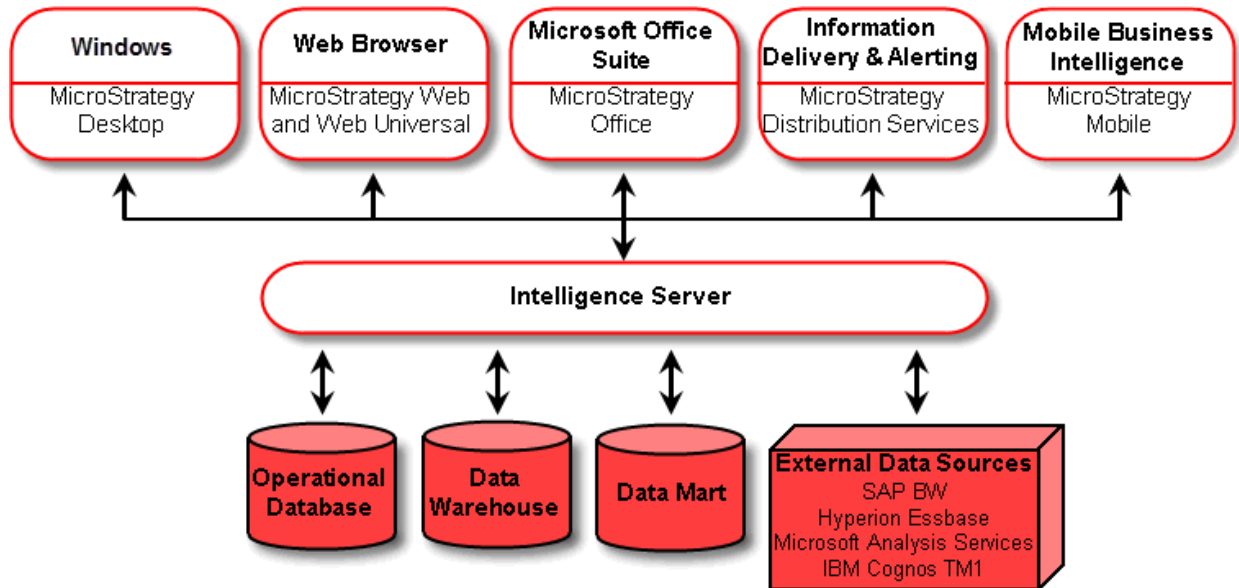 Windows
MicroStrategy
Desktop
Web Browser
MicroStrategy Web
and Web Universal
Microsoft Office
Suite
MicroStrategy
Office
Information
Delivery & Alerting
MicroStrategy
Distribution Services
Mobile Business
Intelligence
MicroStrategy
Mobile
Intelligence Server
Operational
Database
Data
Warehouse
Data Mart
External Data Sources
SAP BW
Hyperion Essbase
Microsoft Analysis Services
IBM Cognos TM1